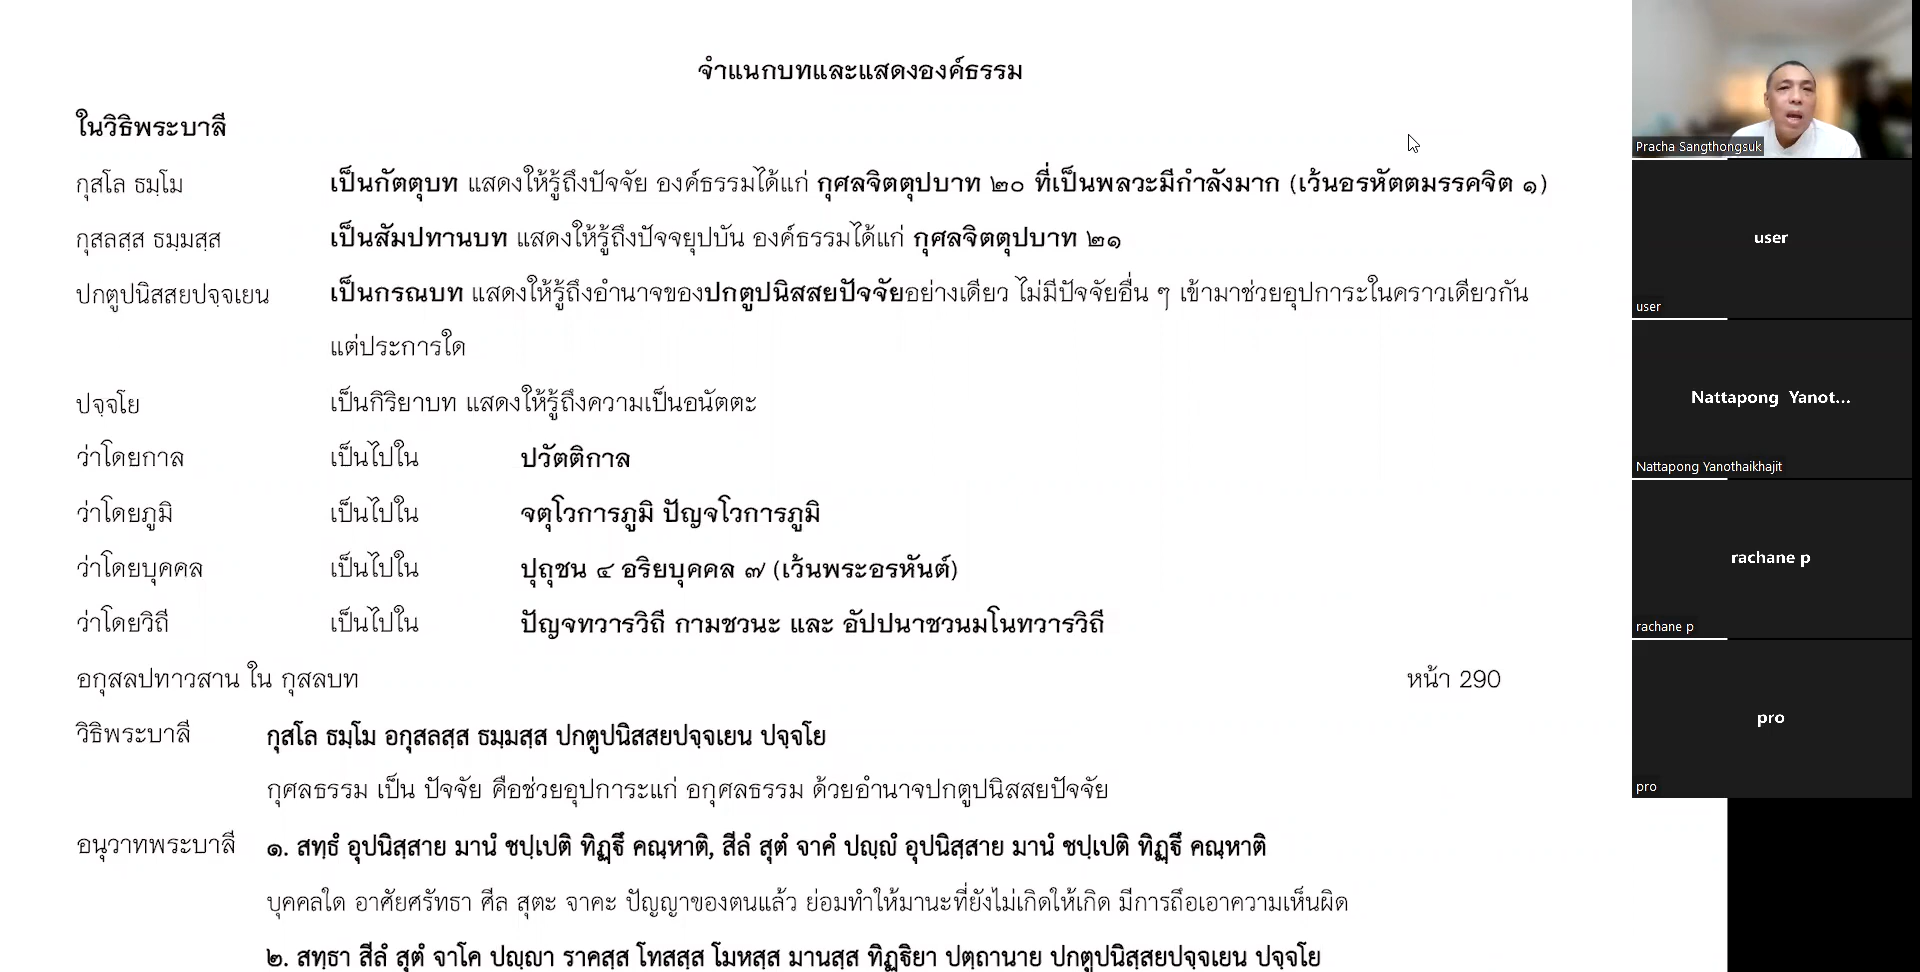 จำแนกบทและแสดงองค์ธรรม
ในวิธิพระบาลี
กุสโล ธมฺโม เป็นกัตตุบท แสดงให้รู้ถึงปัจจัย องค์ธรรมได้แก่ กุศลจิตตุปบาท ๒๐ ที่เป็นพลวะมีกำลังมาก (เว้นอรหัตตมรรคจิต ๑)
กุสลสฺส ธมฺมสฺส เป็นสัมปทานบท แสดงให้รู้ถึงปัจจยุปบัน องค์ธรรมได้แก่ กุศลจิตตุปบาท ๒๑
ปกตูปนิสสยปจฺจเยน เป็นกรณบท แสดงให้รู้ถึงอำนาจของปกตูปนิสสยปัจจัยอย่างเดียว ไม่มีปัจจัยอื่น ๆ เข้ามาช่วยอุปการะในคราวเดียวกัน
แต่ประการใด
ปจฺจโย เป็นกิริยาบท แสดงให้รู้ถึงความเป็นอนัตตะ
ว่าโดยกาล เป็นไปใน ปวัตติกาล
ว่าโดยภูมิ เป็นไปใน จตุโวการภูมิ ปัญจโวการภูมิ
ว่าโดยบุคคล เป็นไปใน ปุถุชน ๔ อริยบุคคล ๗ (เว้นพระอรหันต์)
ว่าโดยวิถี เป็นไปใน ปัญจทวารวิถี กามชวนะ และ อัปปนาชวนมโนทวารวิถี
อกุสลปทาวสาน ใน กุสลบท หน้า 290
วิธิพระบาลี กุสโล ธมฺโม อกุสลสฺส ธมฺมสฺส ปกตูปนิสสยปจฺจเยน ปจฺจโย
กุศลธรรม เป็น ปัจจัย คือช่วยอุปการะแก่ อกุศลธรรม ด้วยอำนาจปกตูปนิสสยปัจจัย
อนุวาทพระบาลี ๑. สทฺธํ อุปนิสฺสาย มานํ ชปฺเปติ ทิฏฺฐึ คณฺหาติ, สีลํ สุตํ จาคํ ปญฺญํ อุปนิสฺสาย มานํ ชปฺเปติ ทิฏฺฐึ คณฺหาติ
บุคคลใด อาศัยศรัทธา ศีล สุตะ จาคะ ปัญญาของตนแล้ว ย่อมทำให้มานะที่ยังไม่เกิดให้เกิด มีการถือเอาความเห็นผิด
๒. สทฺธา สีลํ สุตํ จาโค ปญฺญา ราคสฺส โทสสฺส โมหสฺส มานสฺส ทิฏฺฐิยา ปตฺถานาย ปกตูปนิสฺสยปจฺจเยน ปจฺจโย
Pracha Sangthongsuk
user
user
Nattapong Yanot...
Nattapong Yanothaikhajit
rachane p
rachane p
pro
pro